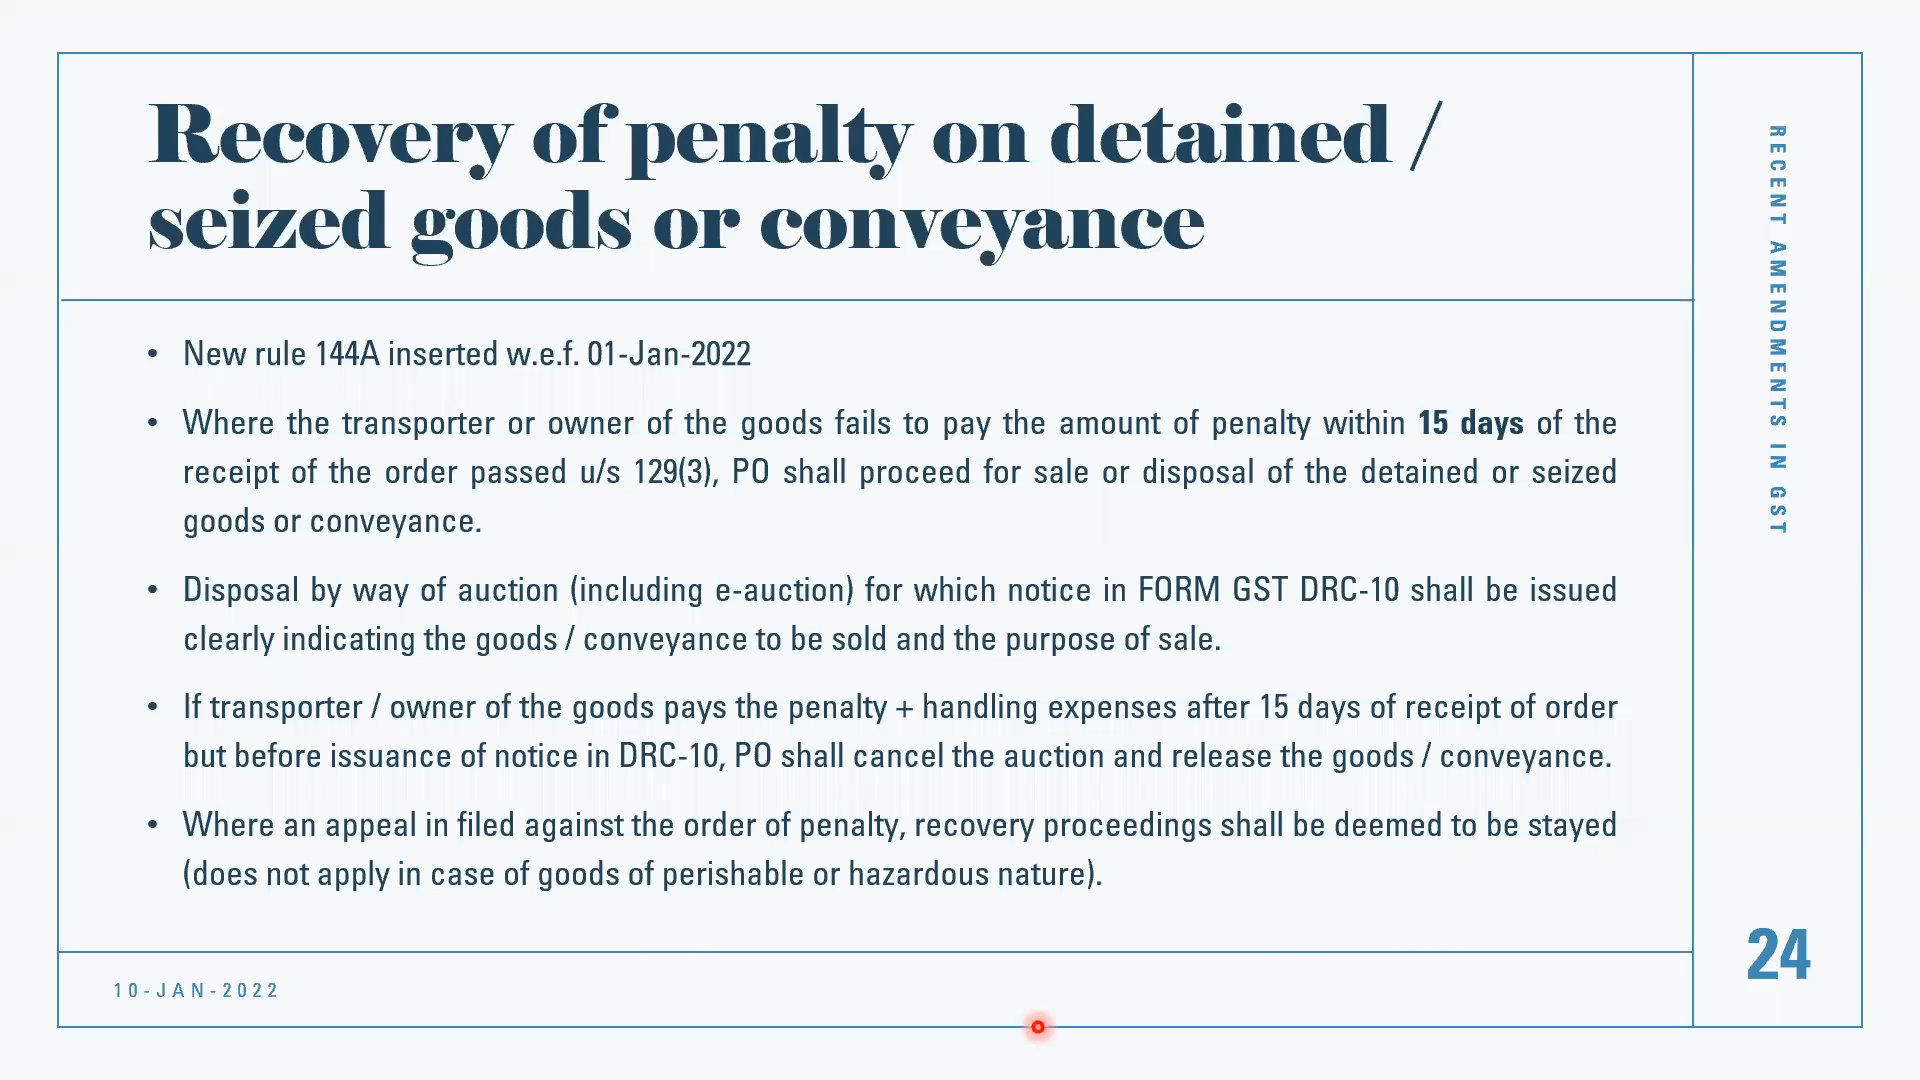 Recovery of penalty on detained /
seized goods or conveyance
• New rule 144A inserted w.e.f. 01-Jan-2022
• Where the transporter or owner of the goods fails to pay the amount of penalty within 15 days of the
receipt of the order passed u/s 129(3), PO shall proceed for sale or disposal of the detained or seized
goods or conveyance.
• Disposal by way of auction (including e-auction) for which notice in FORM GST DRC-10 shall be issued
clearly indicating the goods / conveyance to be sold and the purpose of sale.
• If transporter / owner of the goods pays the penalty + handling expenses after 15 days of receipt of order
but before issuance of notice in DRC-10, PO shall cancel the auction and release the goods / conveyance.
• Where an appeal in filed against the order of penalty, recovery proceedings shall be deemed to be stayed
(does not apply in case of goods of perishable or hazardous nature).
10-JAN-2022
RECENT AMENDMENTS IN GST
24